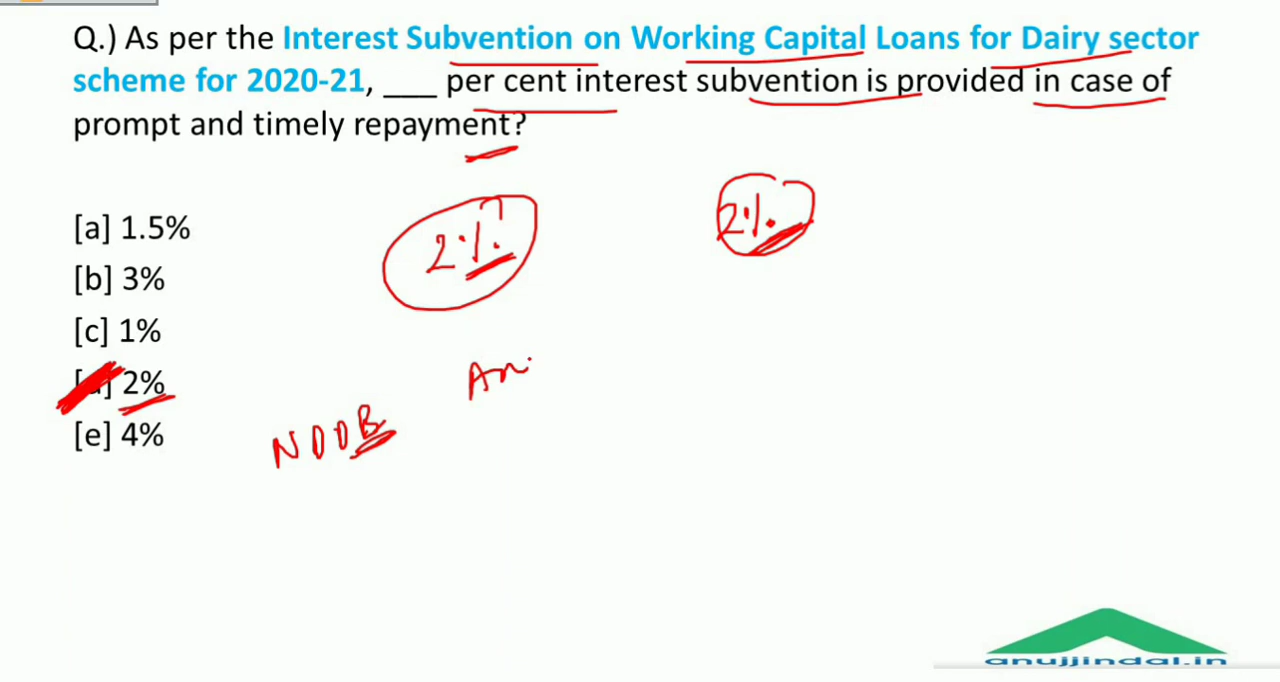 Q.) As per the Interest Subvention on Working Capital Loans for Dairy sector
scheme for 2020-21, ___ per cent interest subvention is provided in case of
prompt and timely repayment?
2%
2%
[a] 1.5%
[b] 3%
[c] 1%
2%
An
[e] 4%
NDDB
anujjindal.in